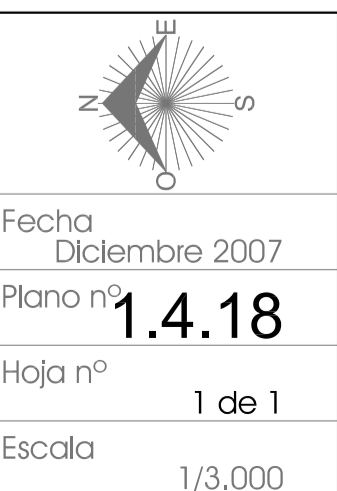 E
N
S
O
Fecha
Diciembre 2007
Plano nº
1.4.18
Hoja nº
1 de 1
Escala
1/3.000